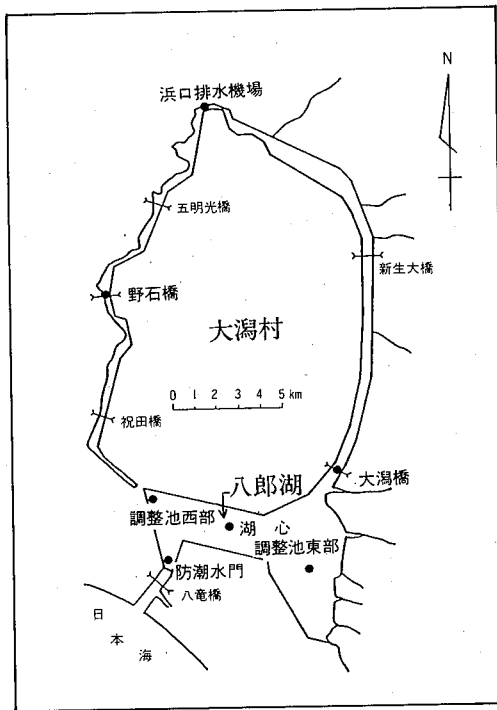 N
浜口排水機場
五明光橋
新生大橋
野石橋
大潟村
0 1 2 3 4 5 km
祝田橋
大潟橋
八郎湖
調整池西部
湖心
調整池東部
防潮水門
八竜橋
日本海